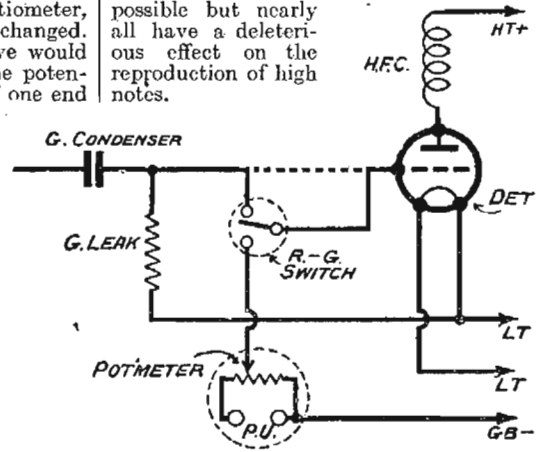 tiometer,
changed.
ve would
e poten-
one end
possible but nearly
all have a deleteri-
ous effect on the
reproduction of high
notes.
HT+
H.F.C.
G. CONDENSER
DET
G. LEAK
R.-G.
SWITCH
LT
POT'METER
LT
P.U.
GB-